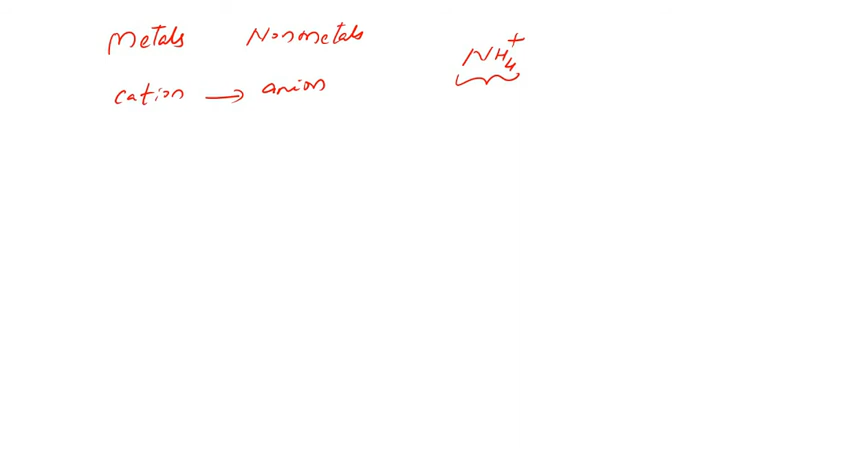 Metals Nonmetals
NH₄⁺
cation → anion